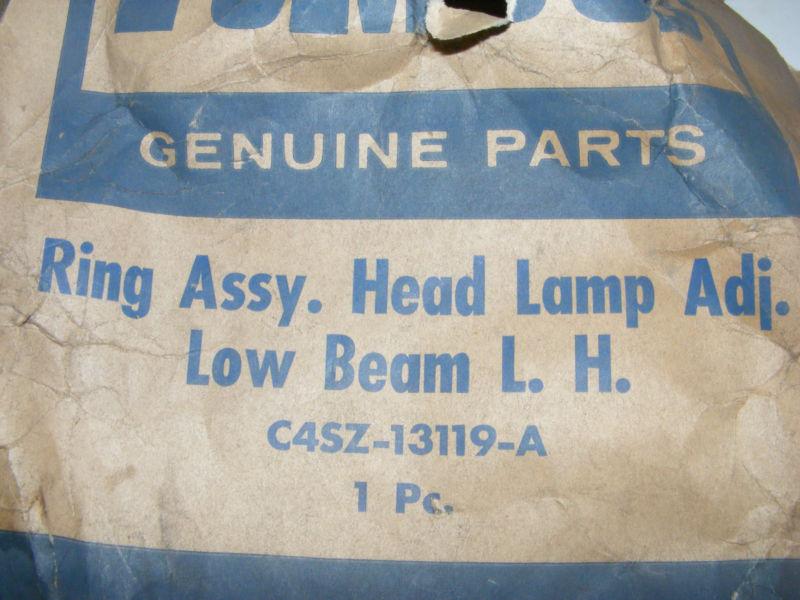 GENUINE PARTS
Ring Assy. Head Lamp Adj.
Low Beam L. H.
C4SZ-13119-A
1 Pc.